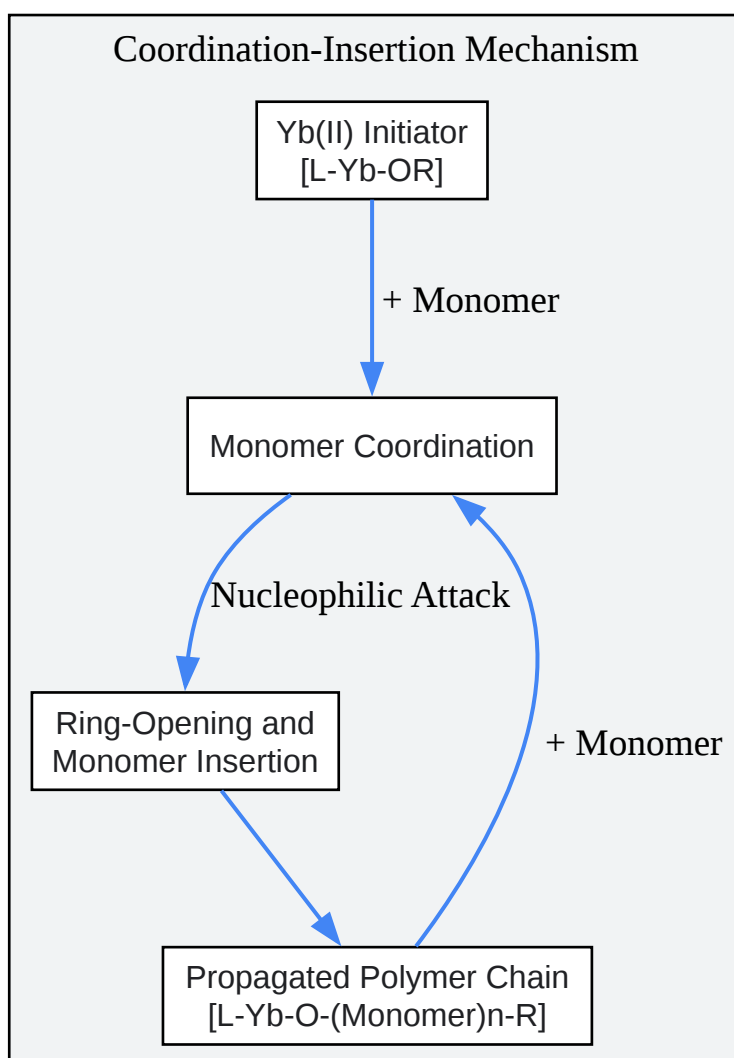 Coordination-Insertion Mechanism
Yb(II) Initiator
[L-Yb-OR]
+ Monomer
Monomer Coordination
Nucleophilic Attack
Ring-Opening and
Monomer Insertion
+ Monomer
Propagated Polymer Chain
[L-Yb-O-(Monomer)n-R]